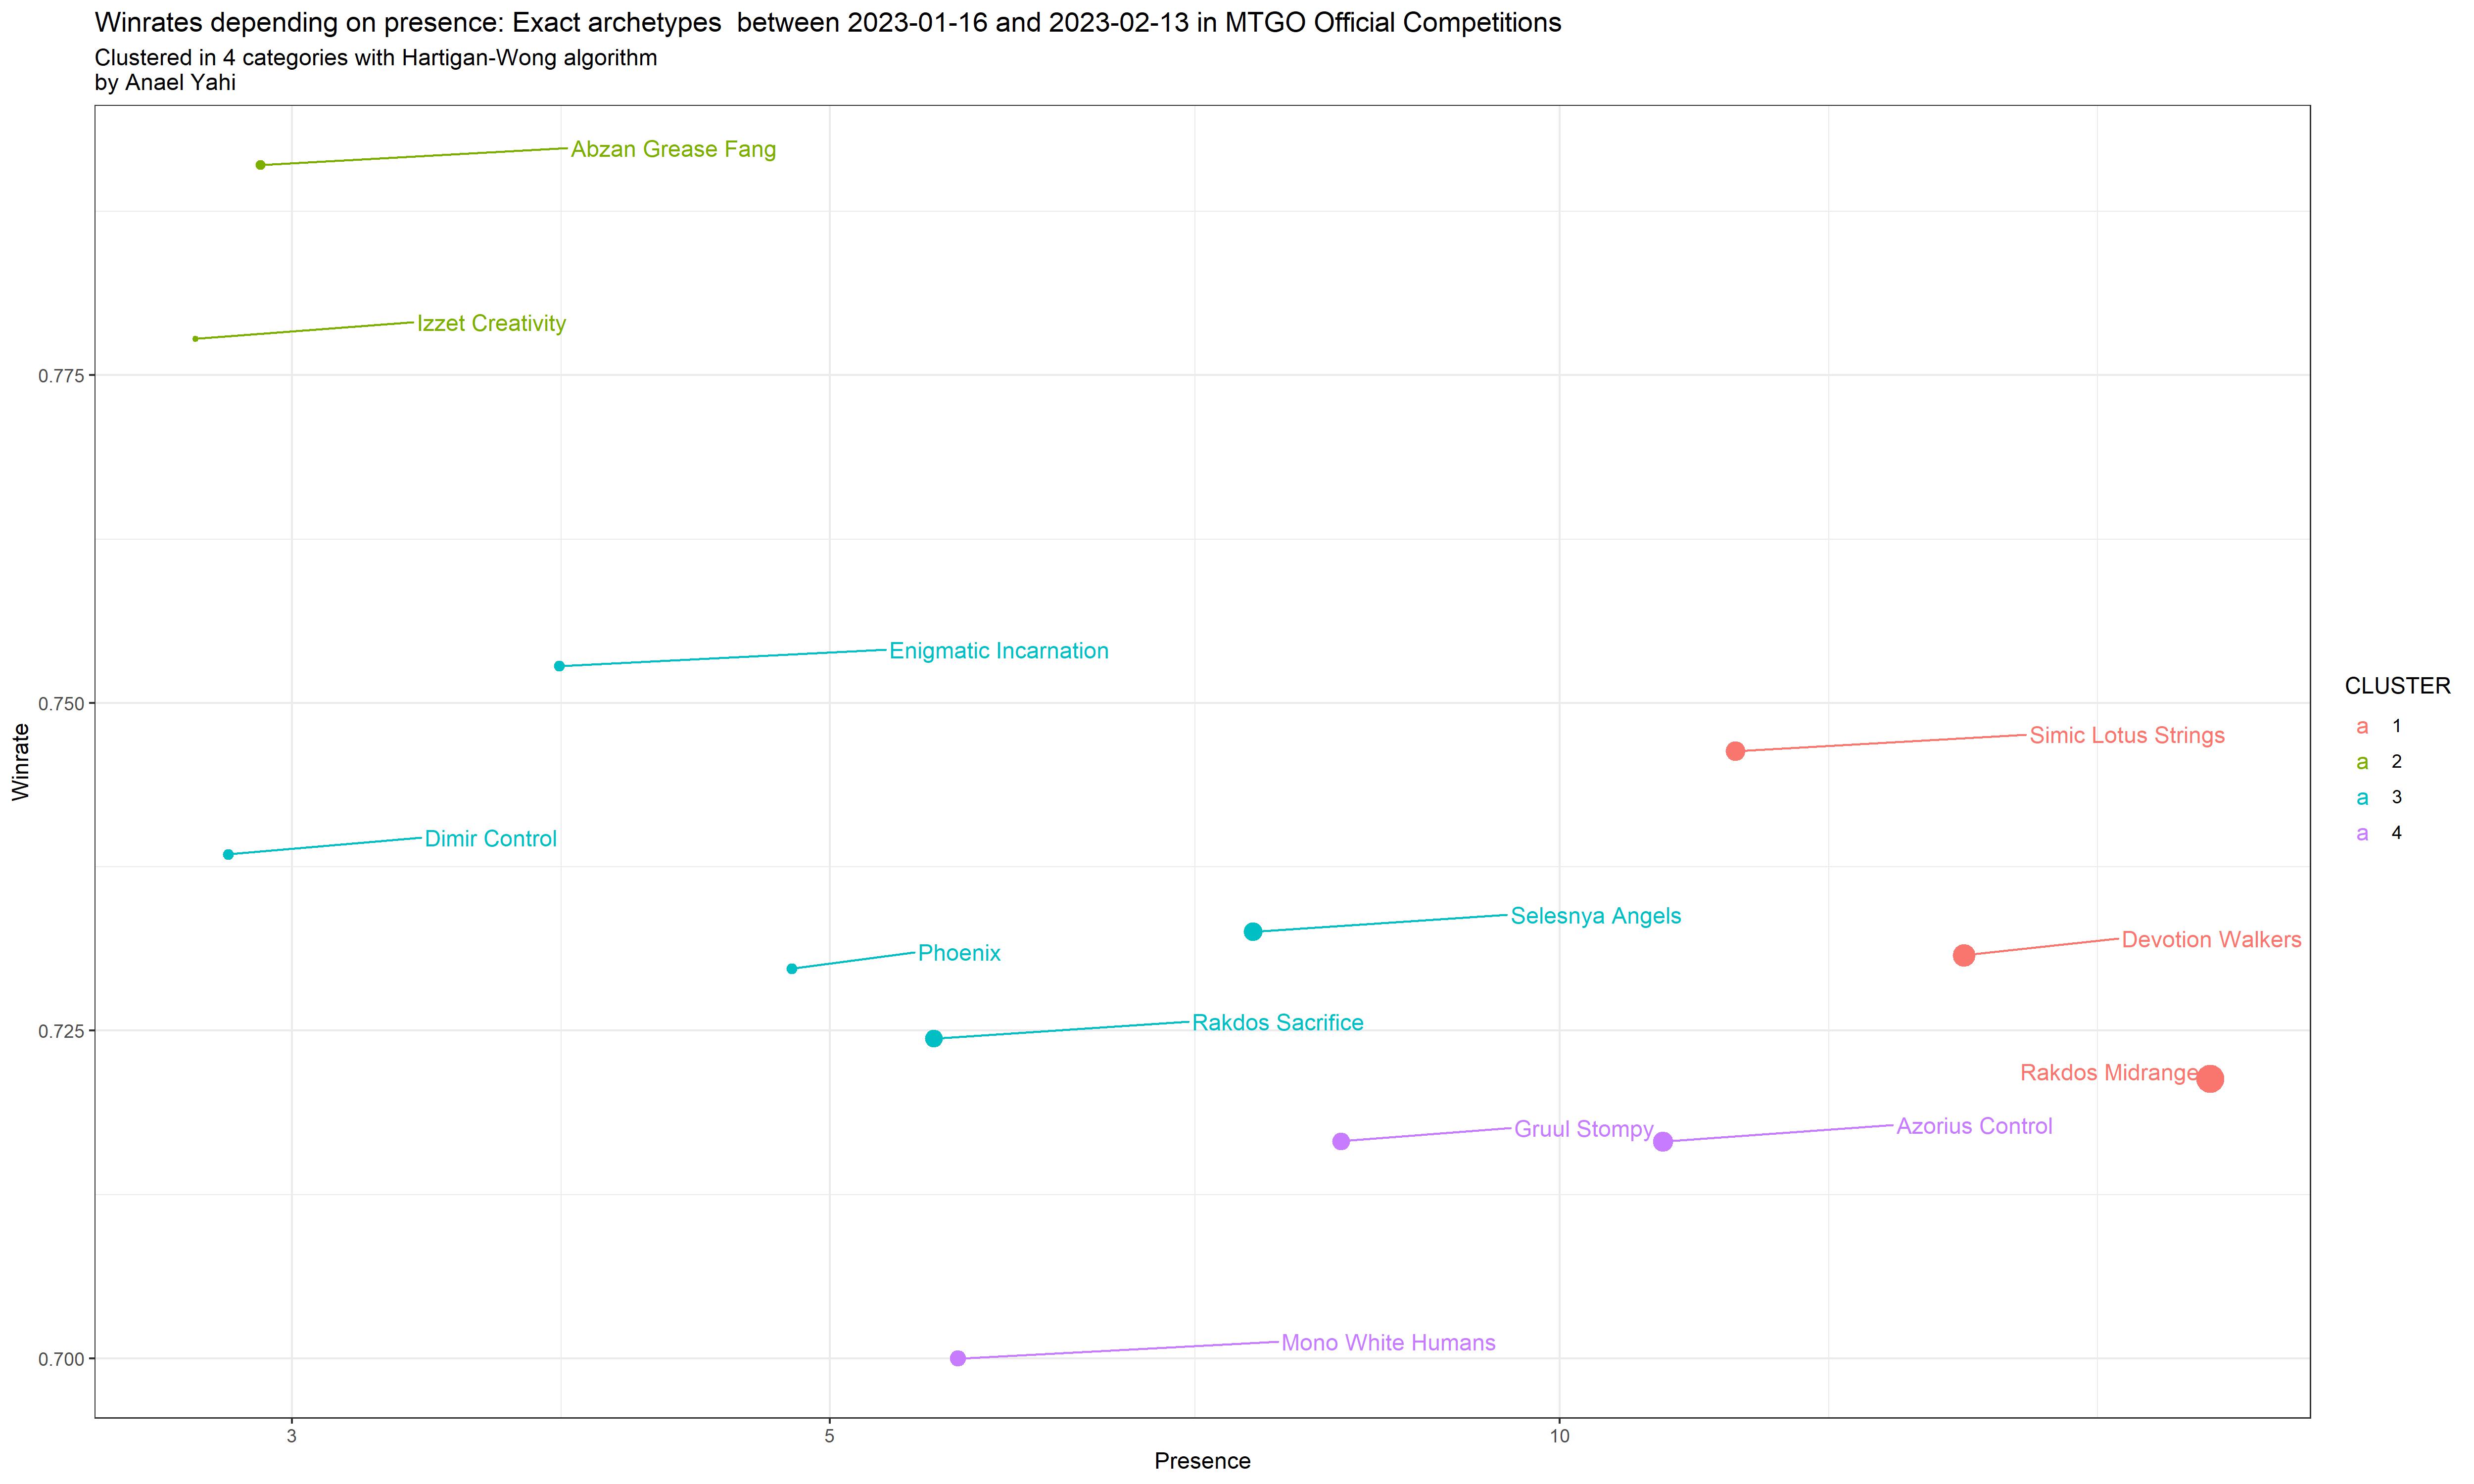 Winrates depending on presence: Exact archetypes  between 2023-01-16 and 2023-02-13 in MTGO Official Competitions
Clustered in 4 categories with Hartigan-Wong algorithm
by Anael Yahi
Abzan Grease Fang
Izzet Creativity
0.775
Enigmatic Incarnation
0.750
Simic Lotus Strings
Dimir Control
Selesnya Angels
Devotion Walkers
Phoenix
Rakdos Sacrifice
0.725
Rakdos Midrange
Gruul Stompy
Azorius Control
Mono White Humans
0.700
Winrate
3
5
10
Presence
CLUSTER
a 1
a 2
a 3
a 4